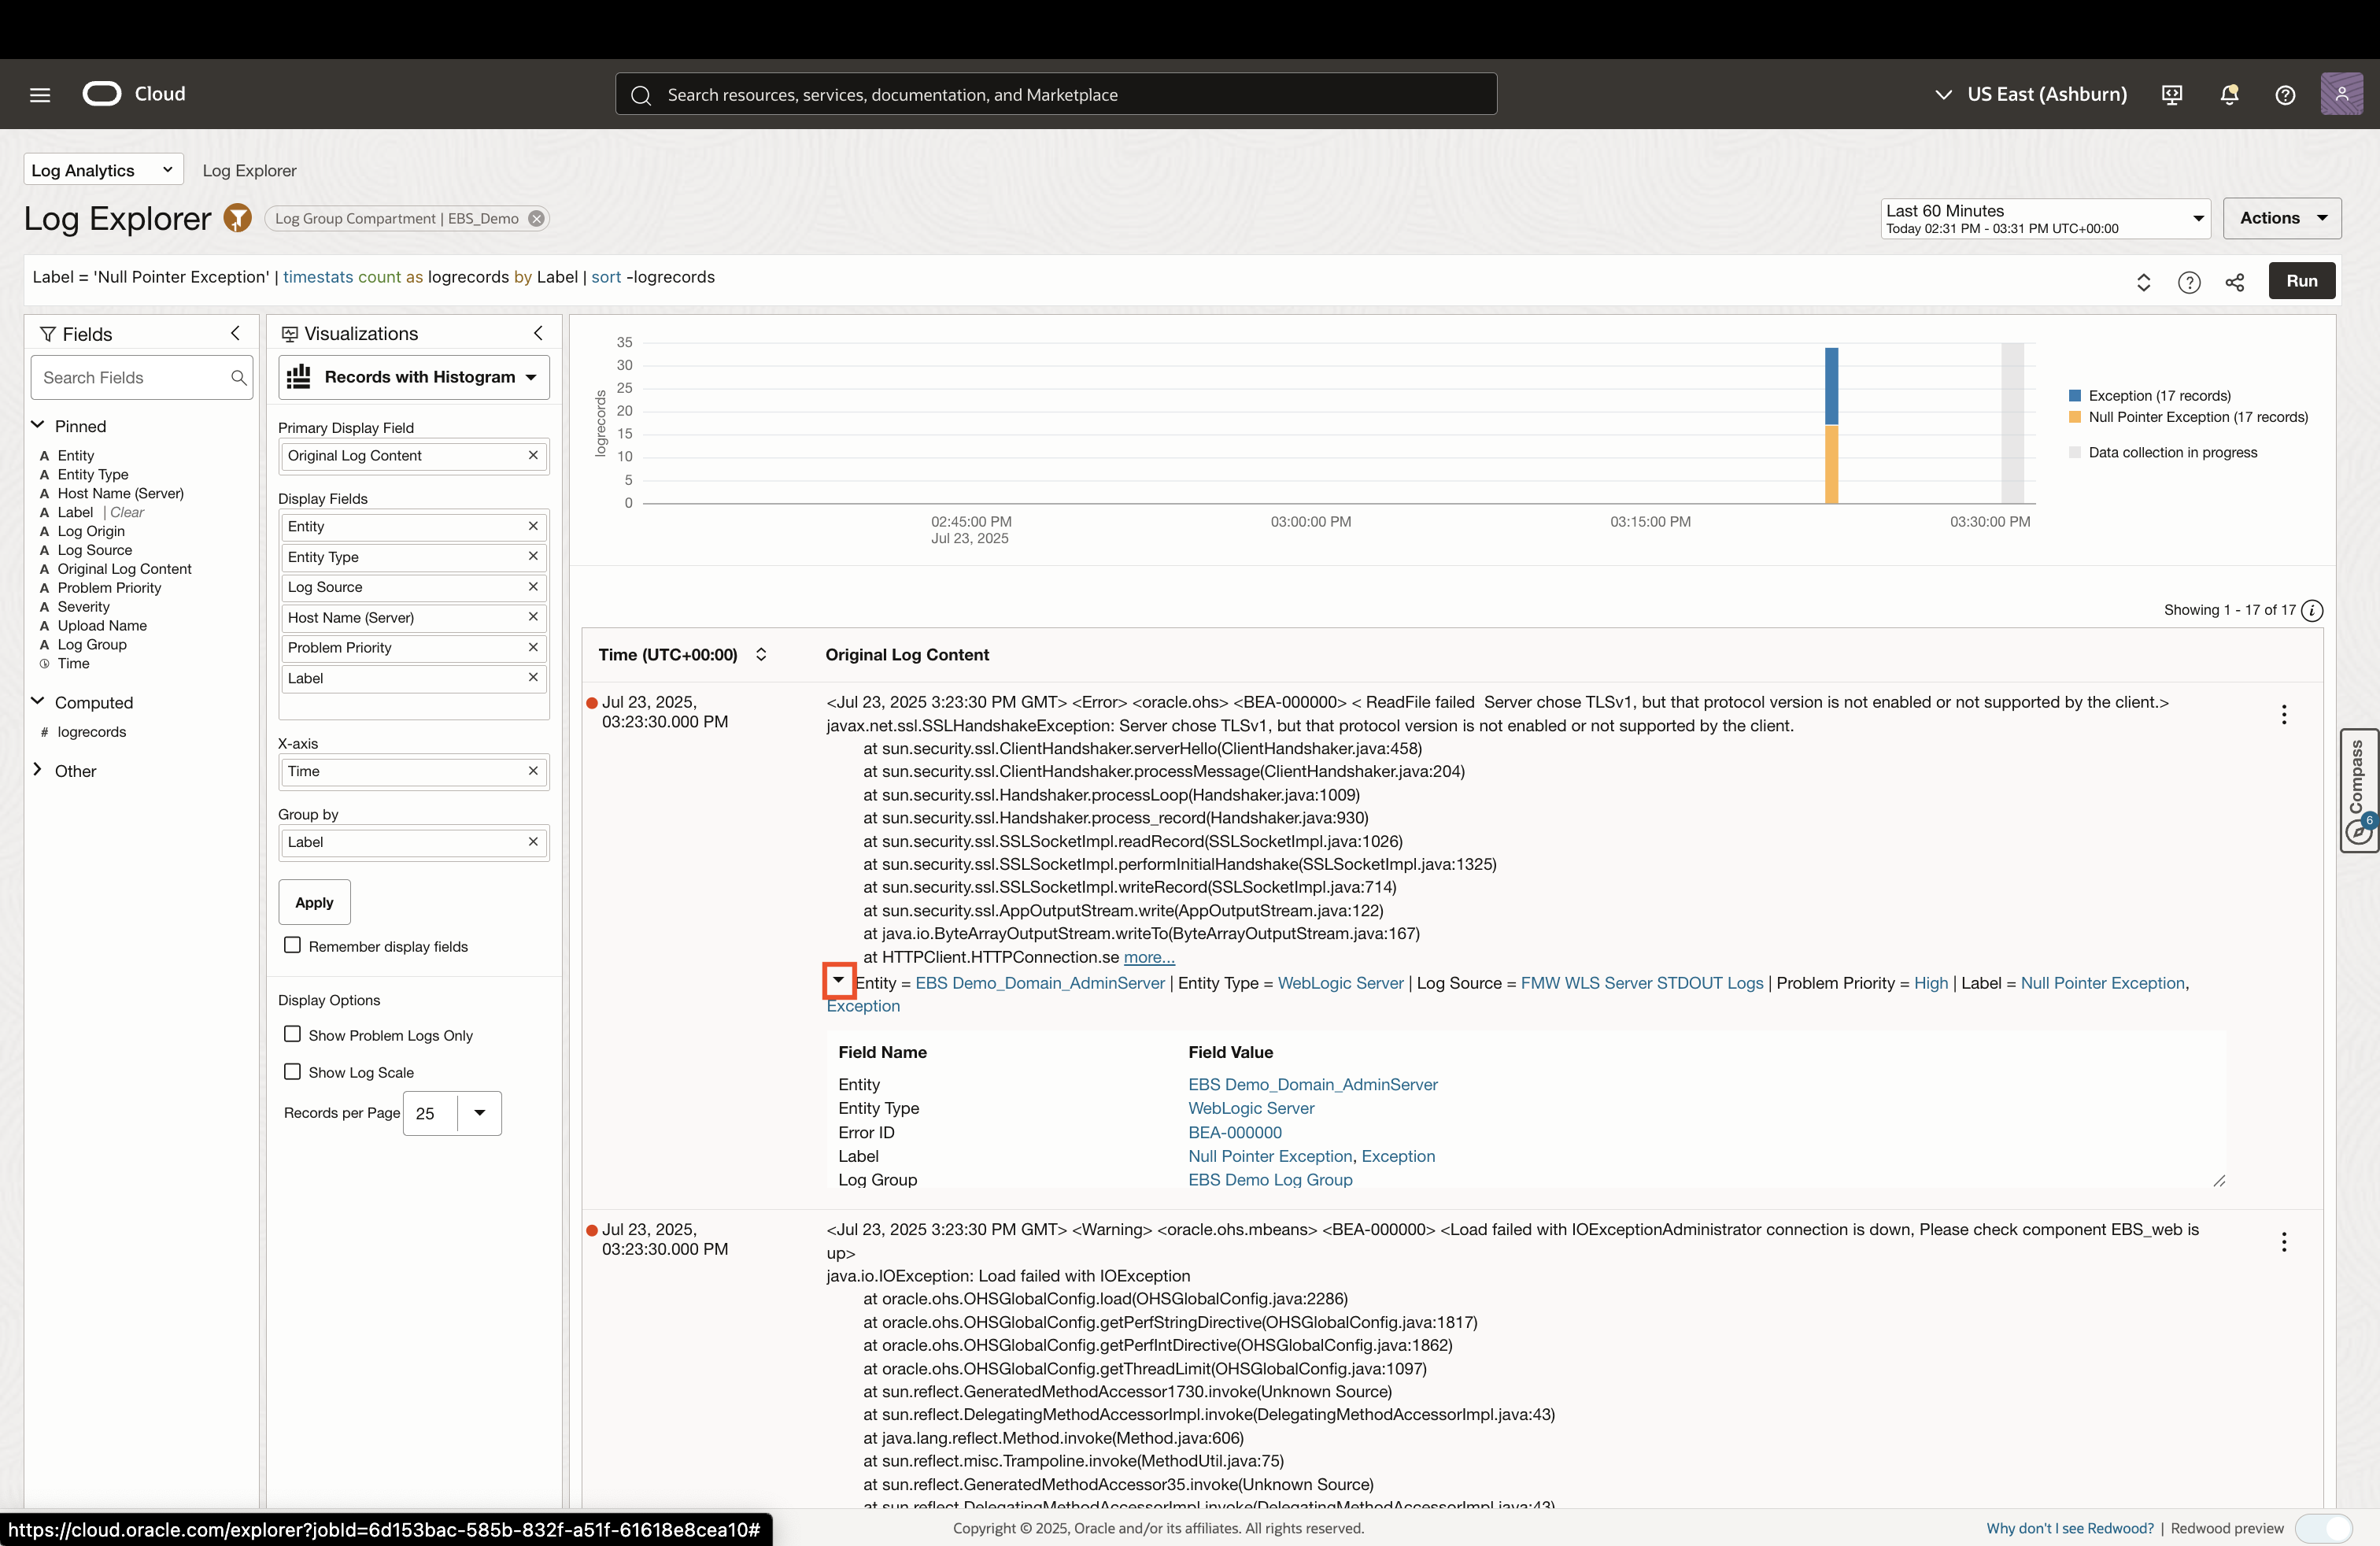 Cloud
Search resources, services, documentation, and Marketplace
US East (Ashburn)
Log Analytics
Log Explorer
Log Explorer
Log Group Compartment | EBS_Demo
Last 60 Minutes
Today 02:31 PM - 03:31 PM UTC+00:00
Actions
Label = 'Null Pointer Exception' | timestats count as logrecords by Label | sort -logrecords
Run
Fields
Search Fields
Pinned
A Entity
A Entity Type
A Host Name (Server)
A Label | Clear
A Log Origin
A Log Source
A Original Log Content
A Problem Priority
A Severity
A Upload Name
A Log Group
Time
Computed
# logrecords
Other
Visualizations
Records with Histogram
Primary Display Field
Original Log Content
Display Fields
Entity
Entity Type
Log Source
Host Name (Server)
Problem Priority
Label
X-axis
Time
Group by
Label
Apply
Remember display fields
Display Options
Show Problem Logs Only
Show Log Scale
Records per Page 25
logrecords
35
30
25
20
15
10
5
0
02:45:00 PM
Jul 23, 2025
03:00:00 PM
03:15:00 PM
03:30:00 PM
Exception (17 records)
Null Pointer Exception (17 records)
Data collection in progress
Showing 1 - 17 of 17
Time (UTC+00:00)
Original Log Content
Jul 23, 2025,
03:23:30.000 PM
<Jul 23, 2025 3:23:30 PM GMT> <Error> <oracle.ohs> <BEA-000000> < ReadFile failed  Server chose TLSv1, but that protocol version is not enabled or not supported by the client.>
javax.net.ssl.SSLHandshakeException: Server chose TLSv1, but that protocol version is not enabled or not supported by the client.
at sun.security.ssl.ClientHandshaker.serverHello(ClientHandshaker.java:458)
at sun.security.ssl.ClientHandshaker.processMessage(ClientHandshaker.java:204)
at sun.security.ssl.Handshaker.processLoop(Handshaker.java:1009)
at sun.security.ssl.Handshaker.process_record(Handshaker.java:930)
at sun.security.ssl.SSLSocketImpl.readRecord(SSLSocketImpl.java:1026)
at sun.security.ssl.SSLSocketImpl.performInitialHandshake(SSLSocketImpl.java:1325)
at sun.security.ssl.SSLSocketImpl.writeRecord(SSLSocketImpl.java:714)
at sun.security.ssl.AppOutputStream.write(AppOutputStream.java:122)
at java.io.ByteArrayOutputStream.writeTo(ByteArrayOutputStream.java:167)
at HTTPClient.HTTPConnection.se more...
Entity = EBS Demo_Domain_AdminServer | Entity Type = WebLogic Server | Log Source = FMW WLS Server STDOUT Logs | Problem Priority = High | Label = Null Pointer Exception,
Exception
Field Name
Field Value
Entity
EBS Demo_Domain_AdminServer
Entity Type
WebLogic Server
Error ID
BEA-000000
Label
Null Pointer Exception, Exception
Log Group
EBS Demo Log Group
Jul 23, 2025,
03:23:30.000 PM
<Jul 23, 2025 3:23:30 PM GMT> <Warning> <oracle.ohs.mbeans> <BEA-000000> <Load failed with IOExceptionAdministrator connection is down, Please check component EBS_web is
up>
java.io.IOException: Load failed with IOException
at oracle.ohs.OHSGlobalConfig.load(OHSGlobalConfig.java:2286)
at oracle.ohs.OHSGlobalConfig.getPerfStringDirective(OHSGlobalConfig.java:1817)
at oracle.ohs.OHSGlobalConfig.getPerfIntDirective(OHSGlobalConfig.java:1862)
at oracle.ohs.OHSGlobalConfig.getThreadLimit(OHSGlobalConfig.java:1097)
at sun.reflect.GeneratedMethodAccessor1730.invoke(Unknown Source)
at sun.reflect.DelegatingMethodAccessorImpl.invoke(DelegatingMethodAccessorImpl.java:43)
at java.lang.reflect.Method.invoke(Method.java:606)
at sun.reflect.misc.Trampoline.invoke(MethodUtil.java:75)
at sun.reflect.GeneratedMethodAccessor35.invoke(Unknown Source)
at sun.reflect.DelegatingMethodAccessorImpl.invoke(DelegatingMethodAccessorImpl.java:43)
Compass
6
https://cloud.oracle.com/explorer?jobId=6d153bac-585b-832f-a51f-61618e8cea10#
Copyright © 2025, Oracle and/or its affiliates. All rights reserved.
Why don't I see Redwood? | Redwood preview